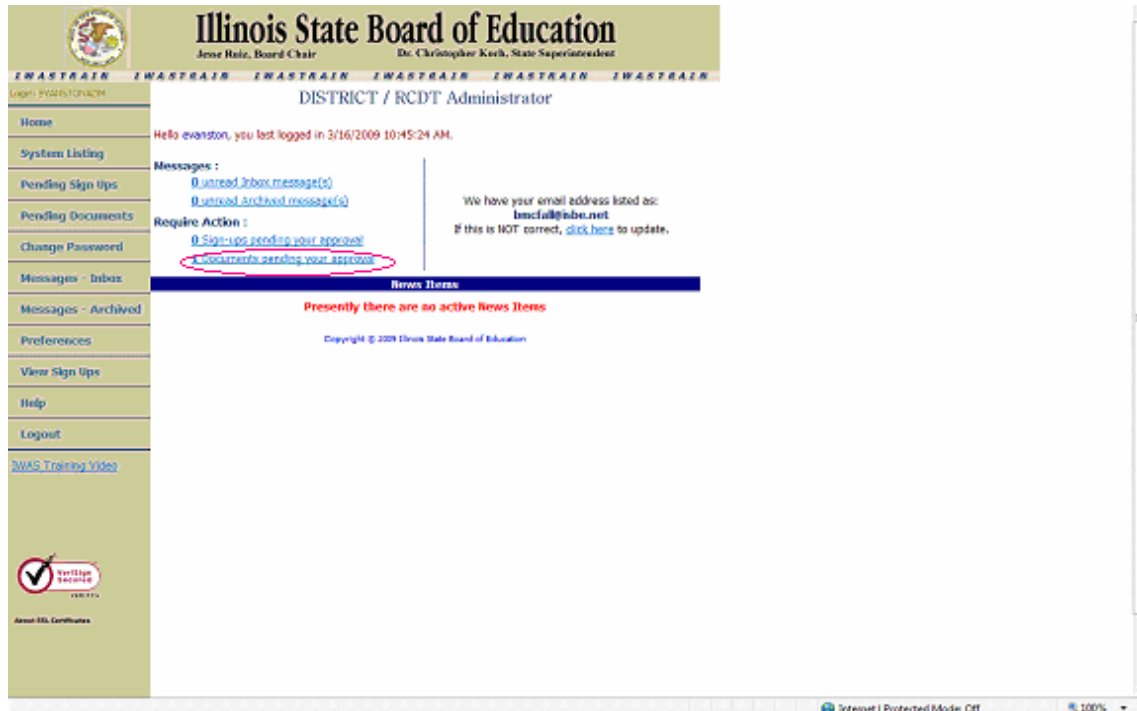 Illinois State Board of Education
Jesse Ruiz, Board Chair Dr. Christopher Koch, State Superintendent
IWASTRAIN IWASTRAIN IWASTRAIN IWASTRAIN IWASTRAIN IWASTRAIN
DISTRICT / RCDT Administrator
Home
System Listing
Pending Sign Ups
Pending Documents
Change Password
Messages - Inbox
Messages - Archived
Preferences
View Sign Ups
Help
Logout
IWAS Training Video
VeriSign
Secured
VERIFY
About SSL Certificates
Hello evanston, you last logged in 3/16/2009 10:45:24 AM.
Messages :
0 unread Inbox message(s)
0 unread Archived message(s)
Require Action :
0 Sign-ups pending your approval
1 Documents pending your approval
We have your email address listed as:
bmcfall@isbe.net
If this is NOT correct, click here to update.
News Items
Presently there are no active News Items
Copyright © 2009 Illinois State Board of Education
Internet | Protected Mode: Off 100%